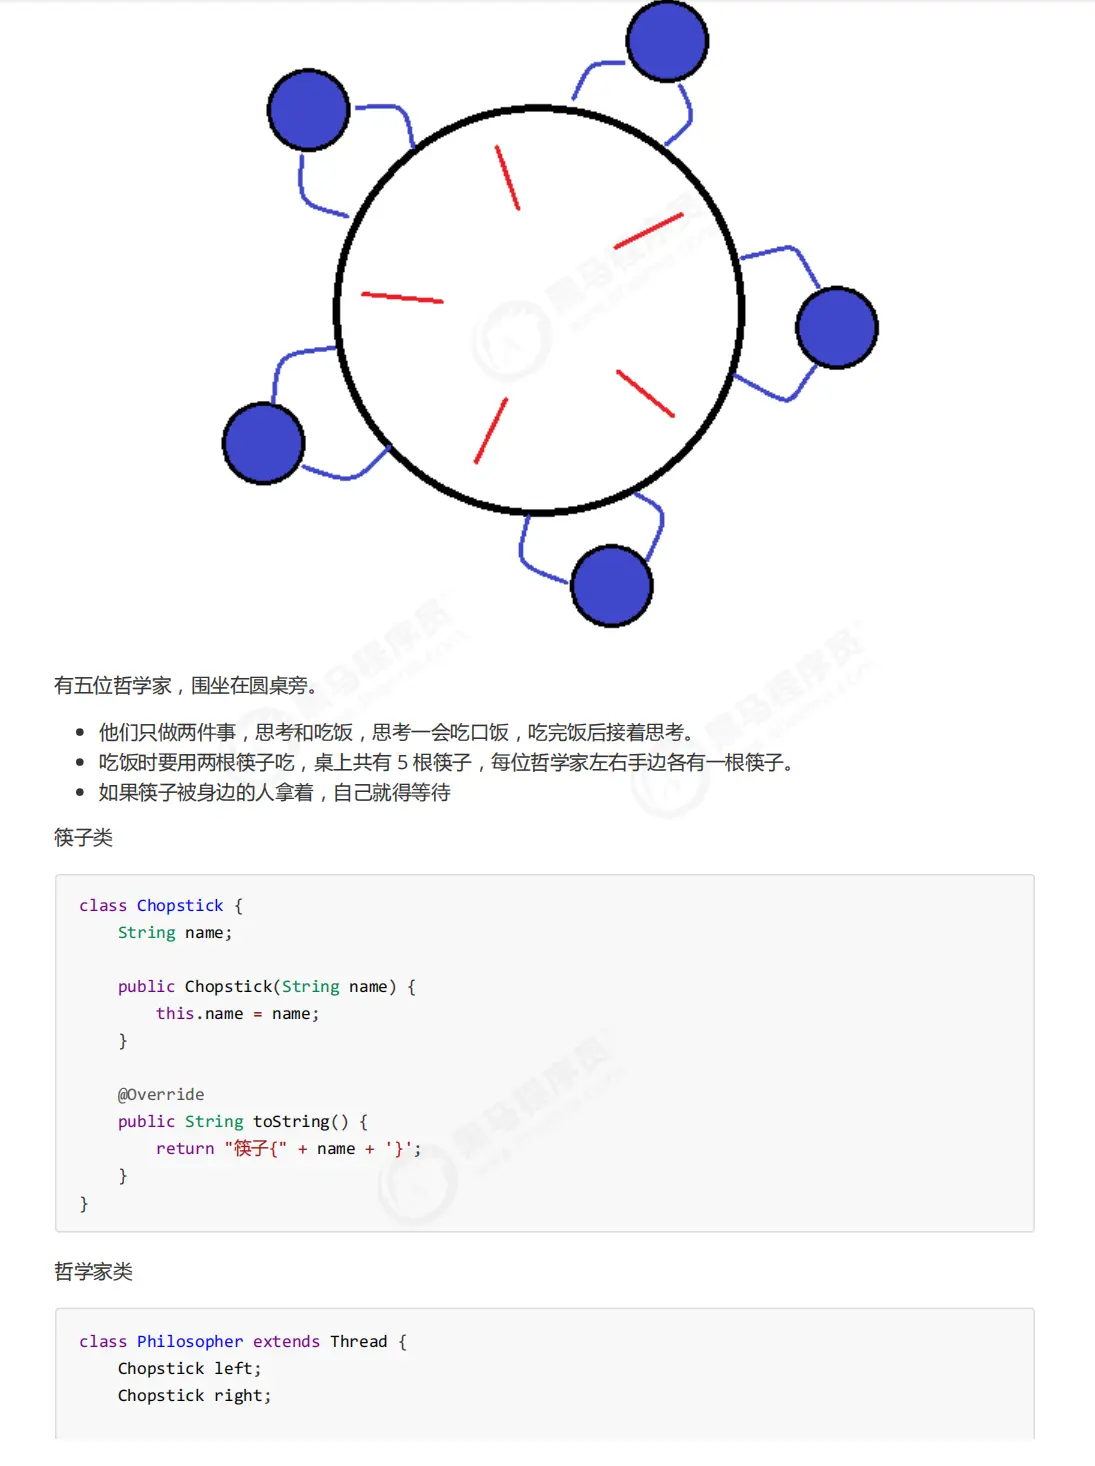 有五位哲学家，围坐在圆桌旁。
他们只做两件事，思考和吃饭，思考一会吃口饭，吃完饭后接着思考。
吃饭时要用两根筷子吃，桌上共有 5 根筷子，每位哲学家左右手边各有一根筷子。
如果筷子被身边的人拿着，自己就得等待
筷子类
class Chopstick {
    String name;
    public Chopstick(String name) {
        this.name = name;
    }
    @Override
    public String toString() {
        return "筷子{" + name + '}';
    }
}
哲学家类
class Philosopher extends Thread {
    Chopstick left;
    Chopstick right;